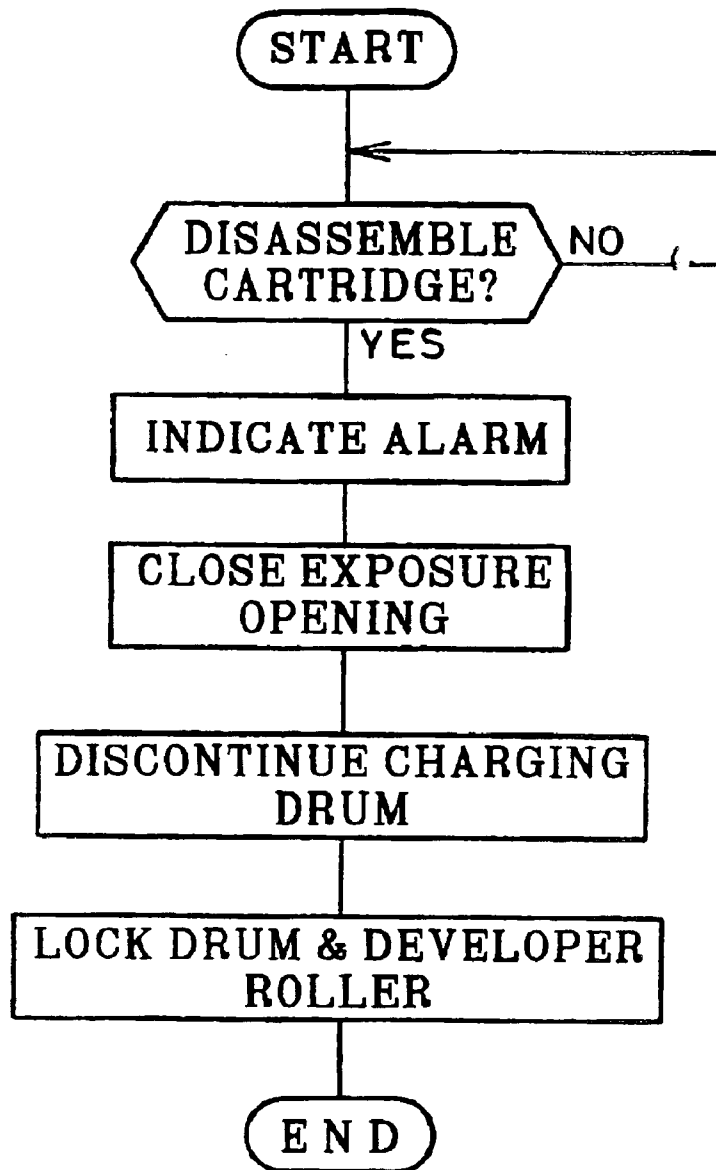 START
DISASSEMBLE
CARTRIDGE?
NO
YES
INDICATE ALARM
CLOSE EXPOSURE
OPENING
DISCONTINUE CHARGING
DRUM
LOCK DRUM & DEVELOPER
ROLLER
END